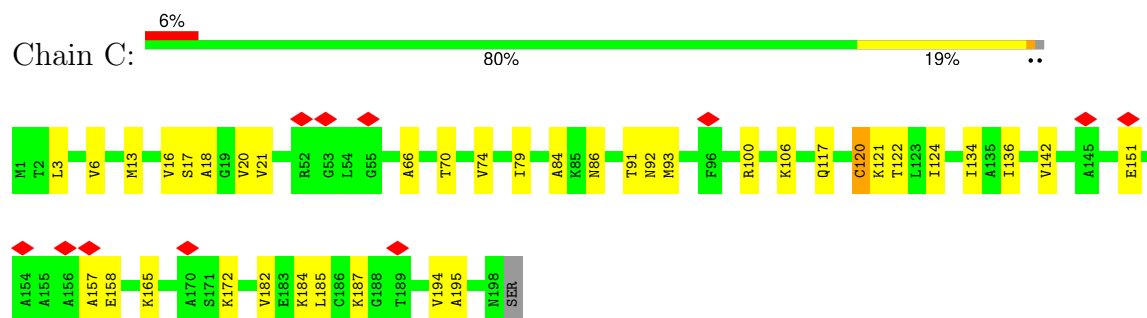 6%
Chain C:
80% 19% ••
M1 T2 L3 V6 M13 V16 S17 A18 G19 V20 V21 R52 G53 L54 G55 A66 T70 V74 I79 A84 K85 N86 T91 N92 M93 F96 R100 K106 Q117 C120 K121 T122 L123 I124 I134 A135 I136 V142 A145 E151
A154 A155 A156 A157 E158 K165 A170 S171 K172 V182 E183 K184 L185 C186 K187 G188 T189 V194 A195 N198 SER